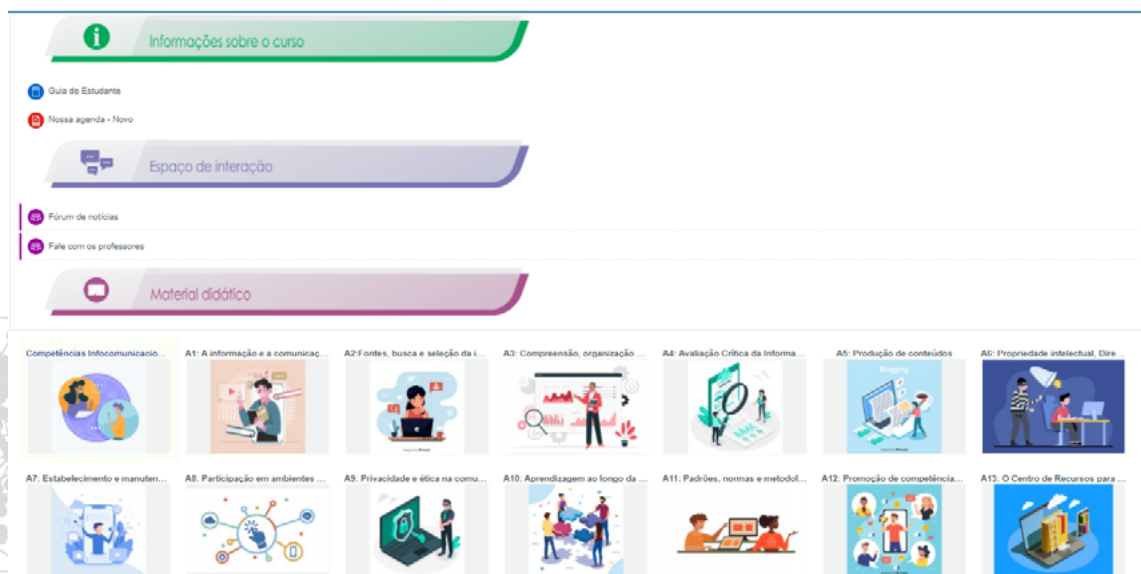 Informações sobre o curso
Guia do Estudante
Nossa agenda - Novo
Espaço de interação
Fórum de notícias
Fale com os professores
Material didático
Competências Infocomunicacio...
A1: A informação e a comunicaç...
A2:Fontes, busca e seleção da i...
A3: Compreensão, organização ...
A4: Avaliação Crítica da Informa...
A5: Produção de conteúdos
A6: Propriedade intelectual, Dire...
Blogging
A7: Estabelecimento e manuten...
A8: Participação em ambientes ...
A9: Privacidade e ética na comu...
A10: Aprendizagem ao longo da ...
A11: Padrões, normas e metodol...
A12: Promoção de competência...
A13: O Centro de Recursos para ...